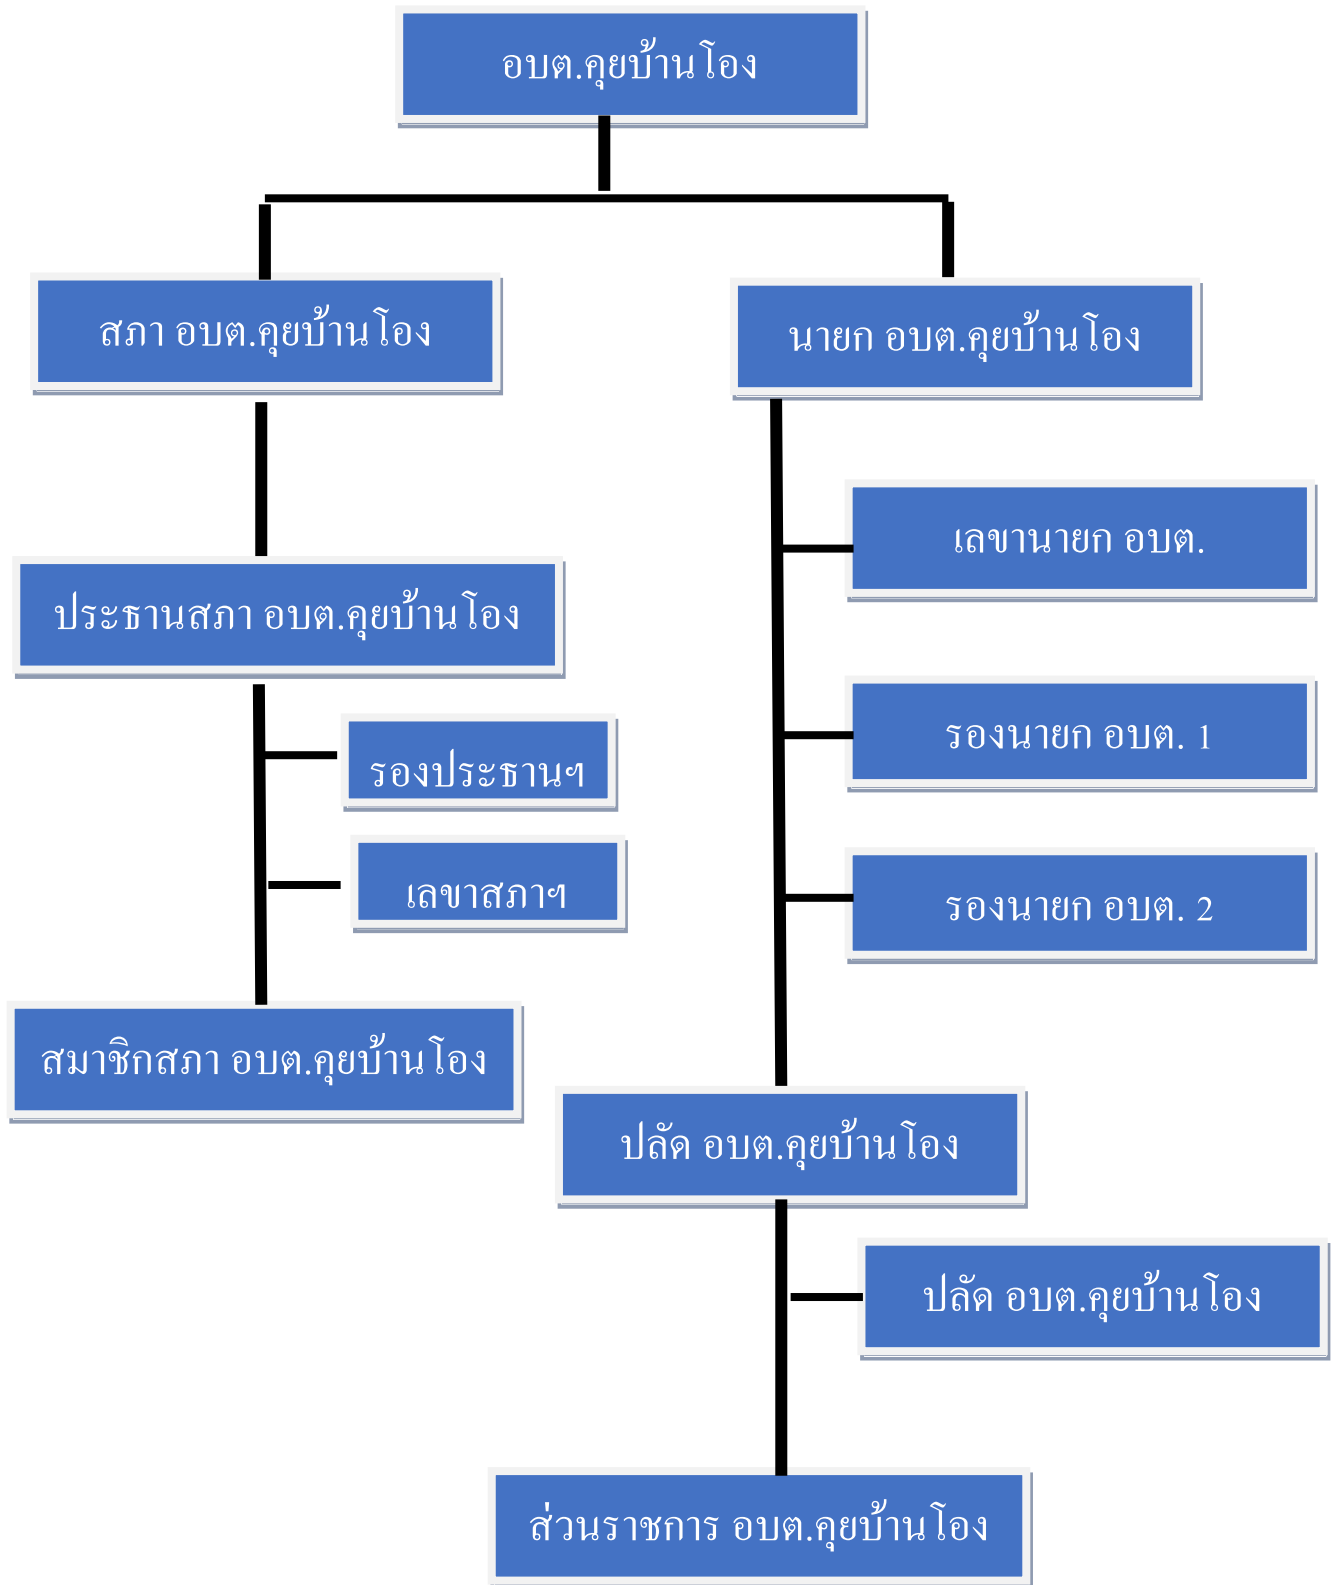 อบต.คุยบ้านโอง
สภา อบต.คุยบ้านโอง
นายก อบต.คุยบ้านโอง
เลขานายก อบต.
ประธานสภา อบต.คุยบ้านโอง
รองนายก อบต. 1
รองประธานฯ
เลขาสภาฯ
รองนายก อบต. 2
สมาชิกสภา อบต.คุยบ้านโอง
ปลัด อบต.คุยบ้านโอง
ปลัด อบต.คุยบ้านโอง
ส่วนราชการ อบต.คุยบ้านโอง